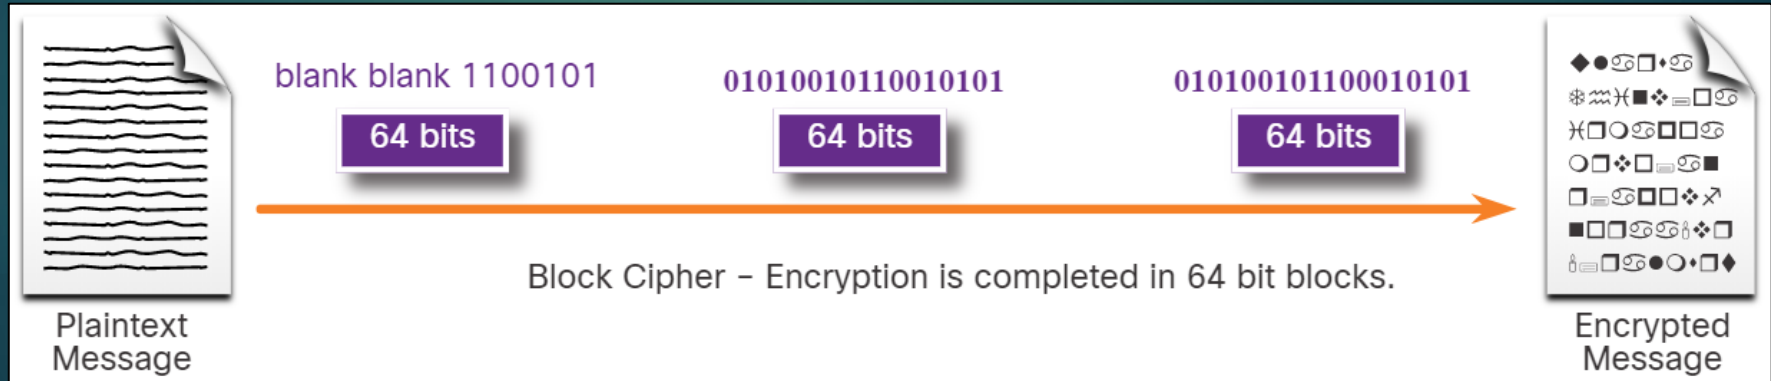 blank blank 1100101 01010010110010101 010100101100010101
64 bits 64 bits 64 bits
Block Cipher – Encryption is completed in 64 bit blocks.
Plaintext
Message
Encrypted
Message